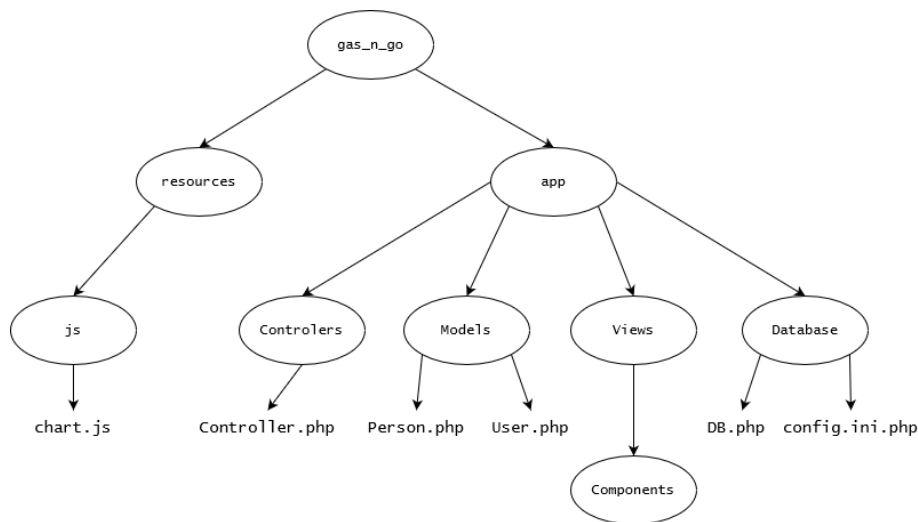 gas_n_go
resources
app
js
Controlers
Models
Views
Database
chart.js
Controller.php
Person.php
User.php
DB.php
config.ini.php
Components